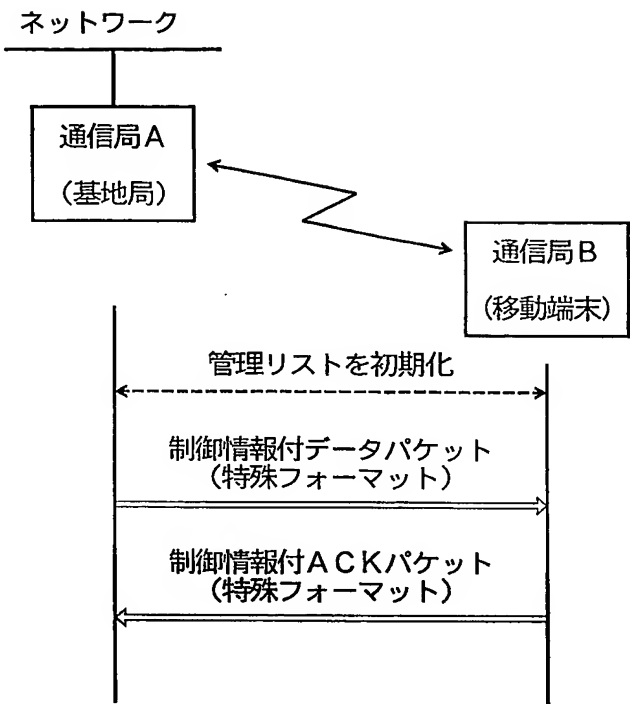 ネットワーク
通信局A
(基地局)
通信局B
(移動端末)
管理リストを初期化
制御情報付データパケット
(特殊フォーマット)
制御情報付ACKパケット
(特殊フォーマット)